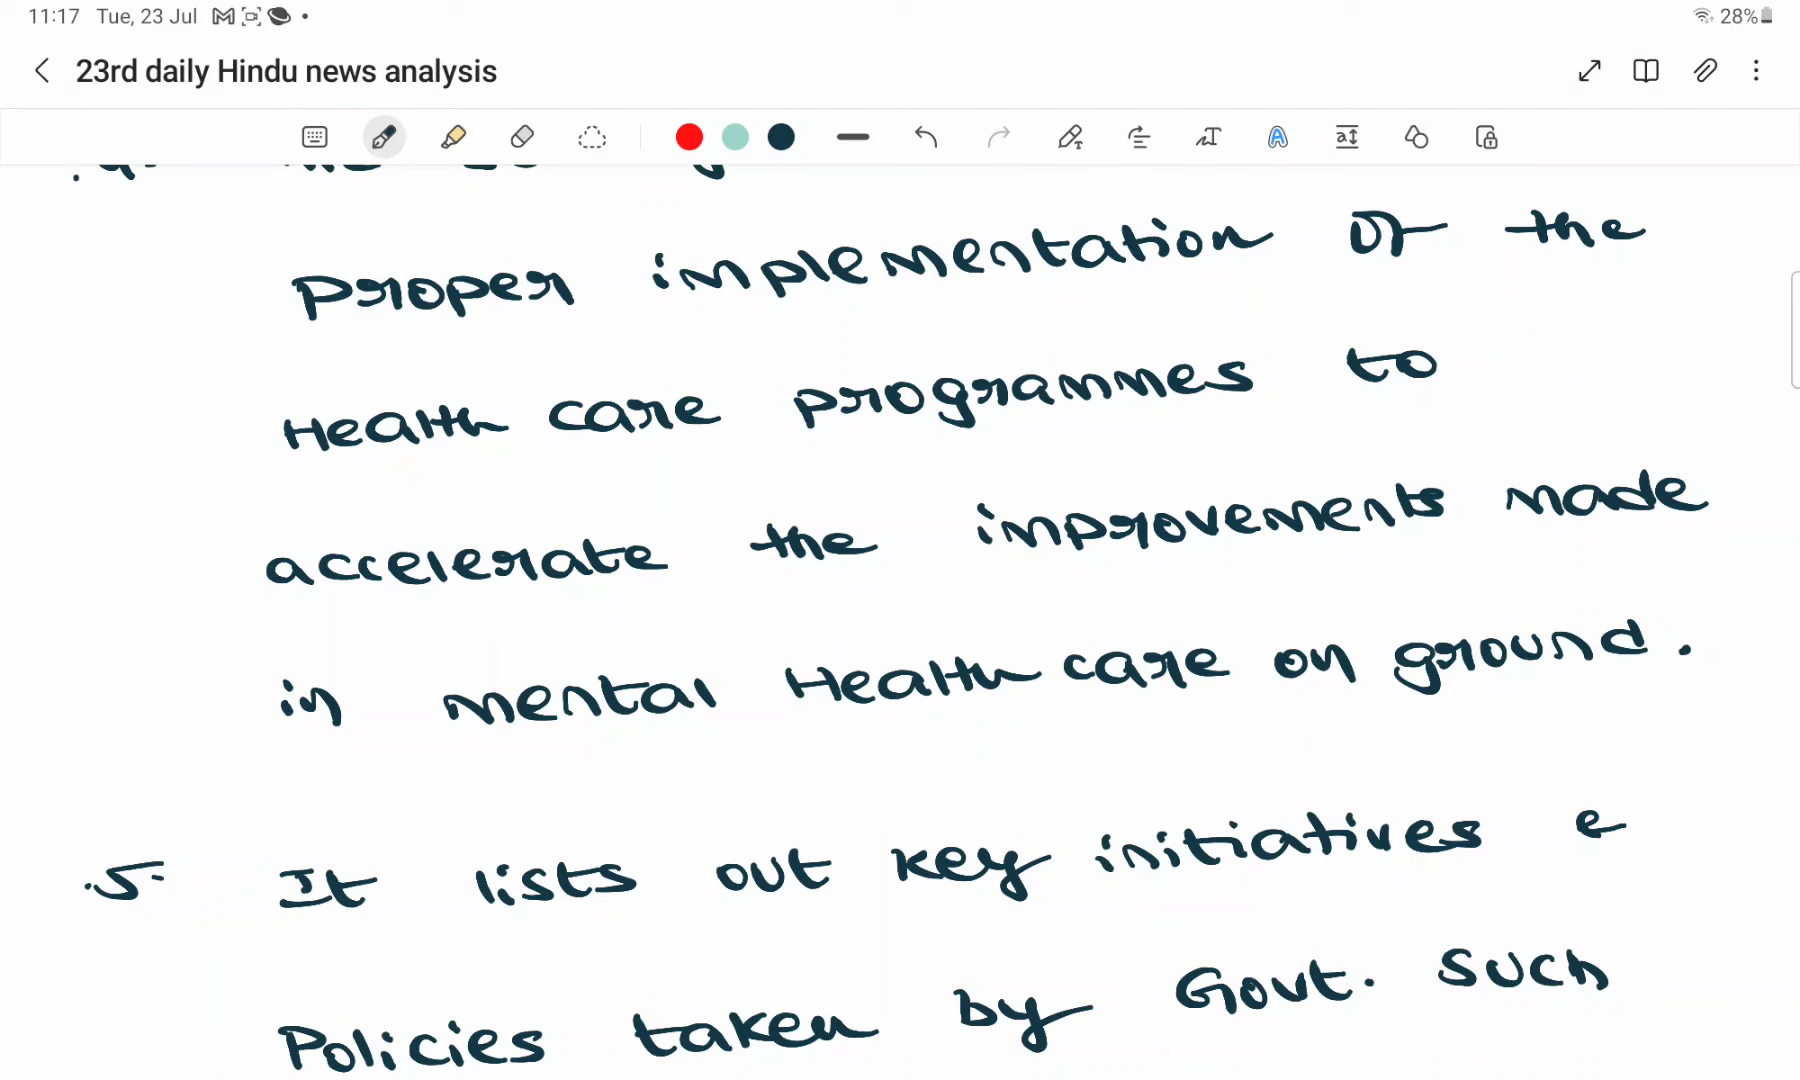 11:17 Tue, 23 Jul
28%
23rd daily Hindu news analysis
proper implementation of the
Health care programmes to
accelerate the improvements made
in mental Health care on ground.
.5. It lists out key initiatives &
Policies taken by Govt. such